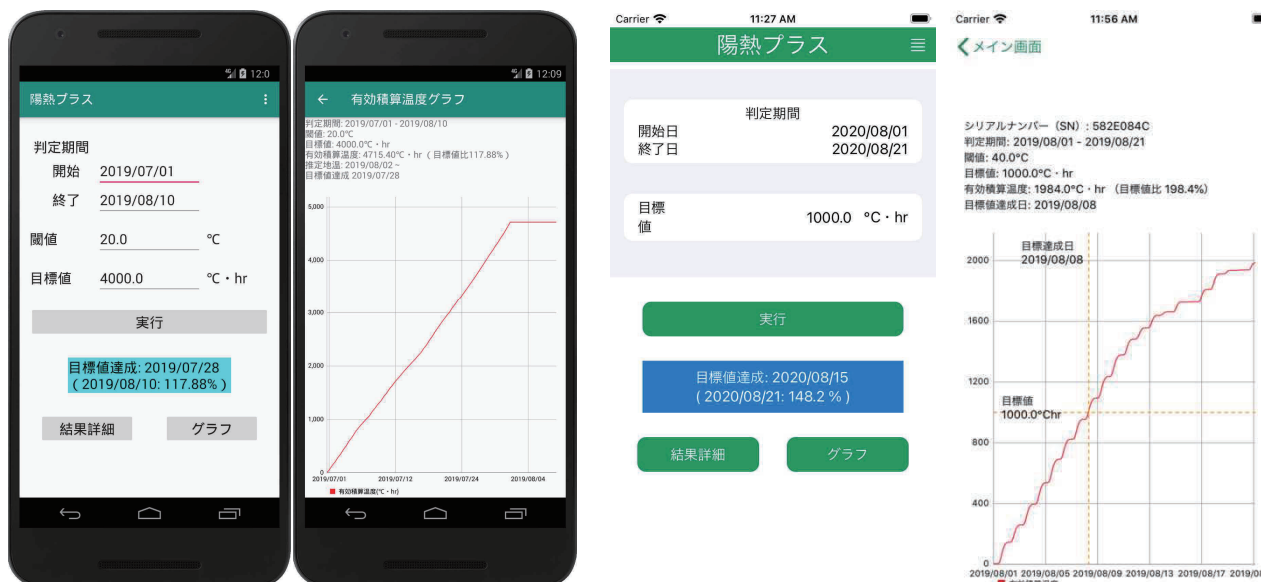 12:0
陽熱プラス
判定期間
開始 2019/07/01
終了 2019/08/10
閾値 20.0 ℃
目標値 4000.0 ℃・hr
実行
目標値達成: 2019/07/28
( 2019/08/10: 117.88% )
結果詳細 グラフ
12:09
有効積算温度グラフ
判定期間: 2019/07/01 - 2019/08/10
閾値: 20.0℃
目標値: 4000.0℃・hr
有効積算温度: 4715.40℃・hr ( 目標値比117.88% )
推定地温: 2019/08/02 ~
目標値達成 2019/07/28
5,000
4,000
3,000
2,000
1,000
0
2019/07/01 2019/07/12 2019/07/24 2019/08/04
有効積算温度(℃・hr)
Carrier 11:27 AM
陽熱プラス
判定期間
開始日 2020/08/01
終了日 2020/08/21
目標
値 1000.0 °C・hr
実行
目標値達成: 2020/08/15
( 2020/08/21: 148.2 % )
結果詳細 グラフ
Carrier 11:56 AM
メイン画面
シリアルナンバー（SN）: 582E084C
判定期間: 2019/08/01 - 2019/08/21
閾値: 40.0°C
目標値: 1000.0°C・hr
有効積算温度: 1984.0°C・hr （目標値比 198.4%）
目標値達成日: 2019/08/08
目標達成日
2019/08/08
2000
1600
1200
目標値
1000.0°Chr
800
400
0
2019/08/01 2019/08/05 2019/08/09 2019/08/13 2019/08/17 2019/08